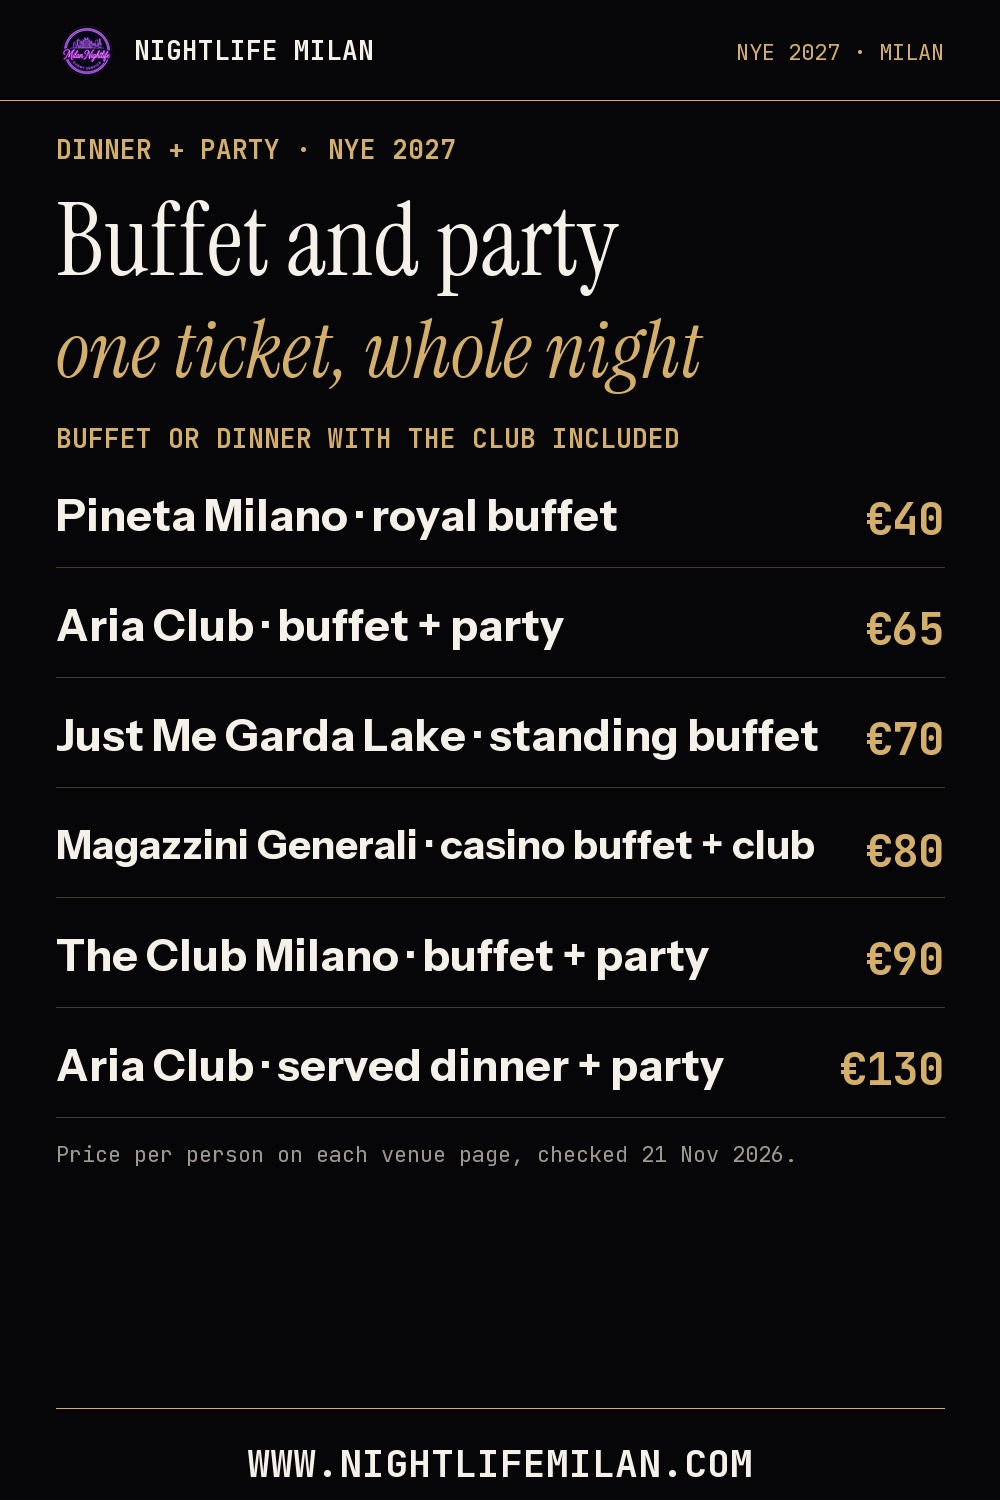 Milan Nightlife
NIGHTLIFE MILAN
NYE 2027 · MILAN
DINNER + PARTY · NYE 2027
Buffet and party
one ticket, whole night
BUFFET OR DINNER WITH THE CLUB INCLUDED
Pineta Milano · royal buffet €40
Aria Club · buffet + party €65
Just Me Garda Lake · standing buffet €70
Magazzini Generali · casino buffet + club €80
The Club Milano · buffet + party €90
Aria Club · served dinner + party €130
Price per person on each venue page, checked 21 Nov 2026.
WWW.NIGHTLIFEMILAN.COM